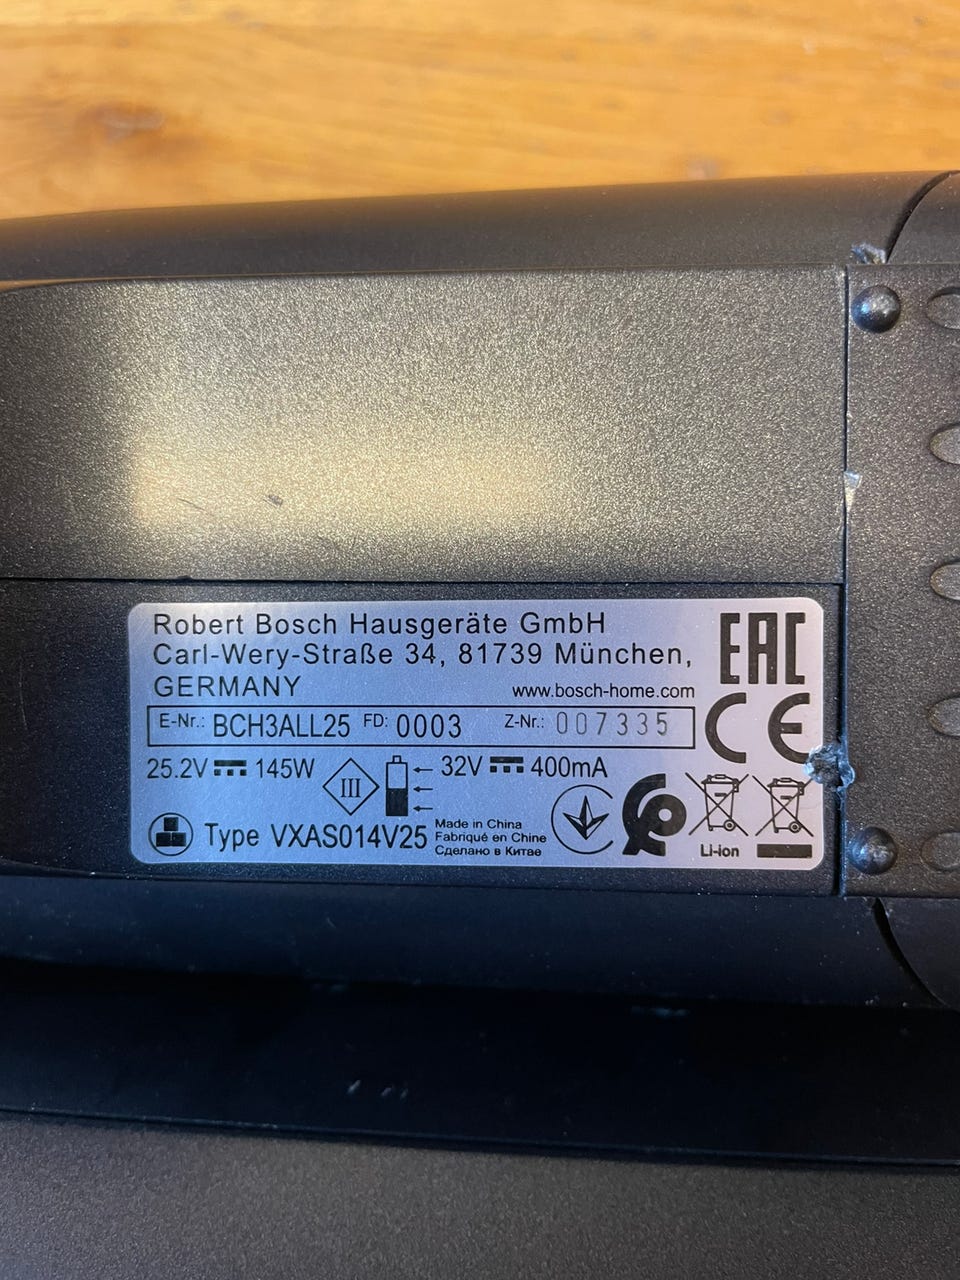 Robert Bosch Hausgeräte GmbH
Carl-Wery-Straße 34, 81739 München,
GERMANY www.bosch-home.com
E-Nr.: BCH3ALL25 FD: 0003 Z-Nr.: 007335
25.2V 145W III 32V 400mA
Type VXAS014V25
Made in China
Fabriqué en Chine
Сделано в Китае
Li-ion
EAC
CE